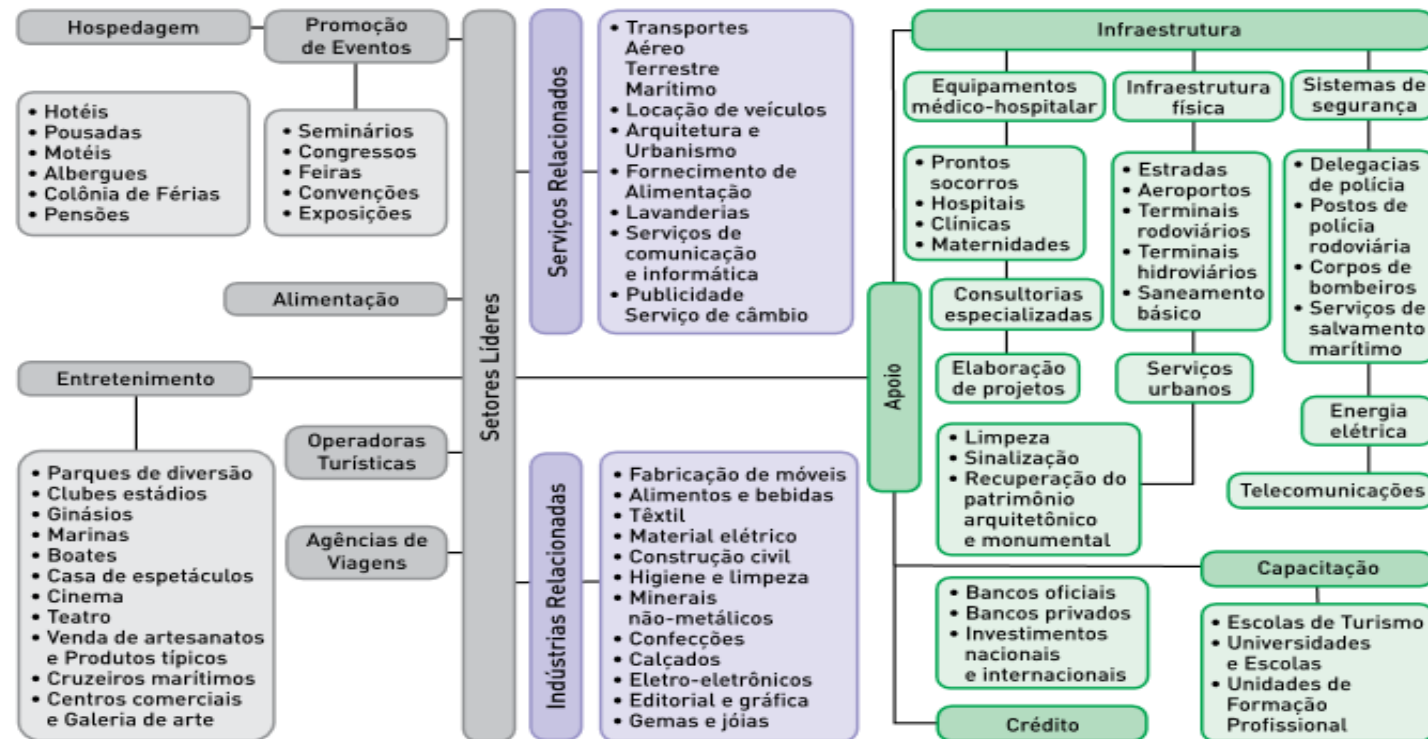 Hospedagem
Promoção
de Eventos
• Hotéis
• Pousadas
• Motéis
• Albergues
• Colônia de Férias
• Pensões
• Seminários
• Congressos
• Feiras
• Convenções
• Exposições
Alimentação
Entretenimento
• Parques de diversão
• Clubes estádios
• Ginásios
• Marinas
• Boates
• Casa de espetáculos
• Cinema
• Teatro
• Venda de artesanatos
e Produtos típicos
• Cruzeiros marítimos
• Centros comerciais
e Galeria de arte
Operadoras
Turísticas
Agências de
Viagens
Setores Líderes
Serviços Relacionados
• Transportes
Aéreo
Terrestre
Marítimo
• Locação de veículos
• Arquitetura e
Urbanismo
• Fornecimento de
Alimentação
• Lavanderias
• Serviços de
comunicação
e informática
• Publicidade
Serviço de câmbio
Indústrias Relacionadas
• Fabricação de móveis
• Alimentos e bebidas
• Têxtil
• Material elétrico
• Construção civil
• Higiene e limpeza
• Minerais
não-metálicos
• Confecções
• Calçados
• Eletro-eletrônicos
• Editorial e gráfica
• Gemas e jóias
Apoio
Infraestrutura
Equipamentos
médico-hospitalar
• Prontos
socorros
• Hospitais
• Clínicas
• Maternidades
Consultorias
especializadas
Elaboração
de projetos
Infraestrutura
física
• Estradas
• Aeroportos
• Terminais
rodoviários
• Terminais
hidroviários
• Saneamento
básico
Serviços
urbanos
• Limpeza
• Sinalização
• Recuperação do
patrimônio
arquitetônico
e monumental
Sistemas de
segurança
• Delegacias
de polícia
• Postos de
polícia
rodoviária
• Corpos de
bombeiros
• Serviços de
salvamento
marítimo
Energia
elétrica
Telecomunicações
Capacitação
• Escolas de Turismo
• Universidades
e Escolas
• Unidades de
Formação
Profissional
• Bancos oficiais
• Bancos privados
• Investimentos
nacionais
e internacionais
Crédito